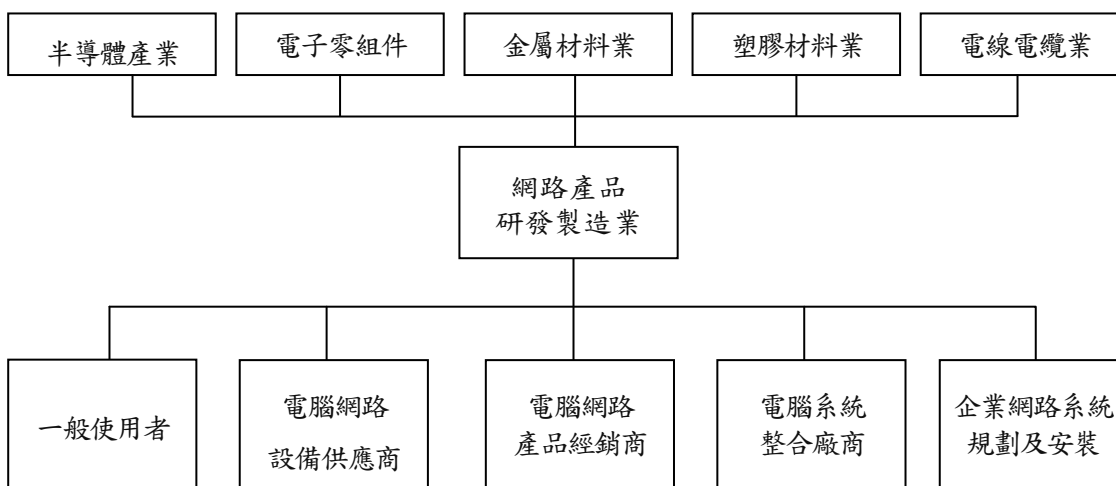 半導體產業
電子零組件
金屬材料業
塑膠材料業
電線電纜業
網路產品
研發製造業
一般使用者
電腦網路
設備供應商
電腦網路
產品經銷商
電腦系統
整合廠商
企業網路系統
規劃及安裝